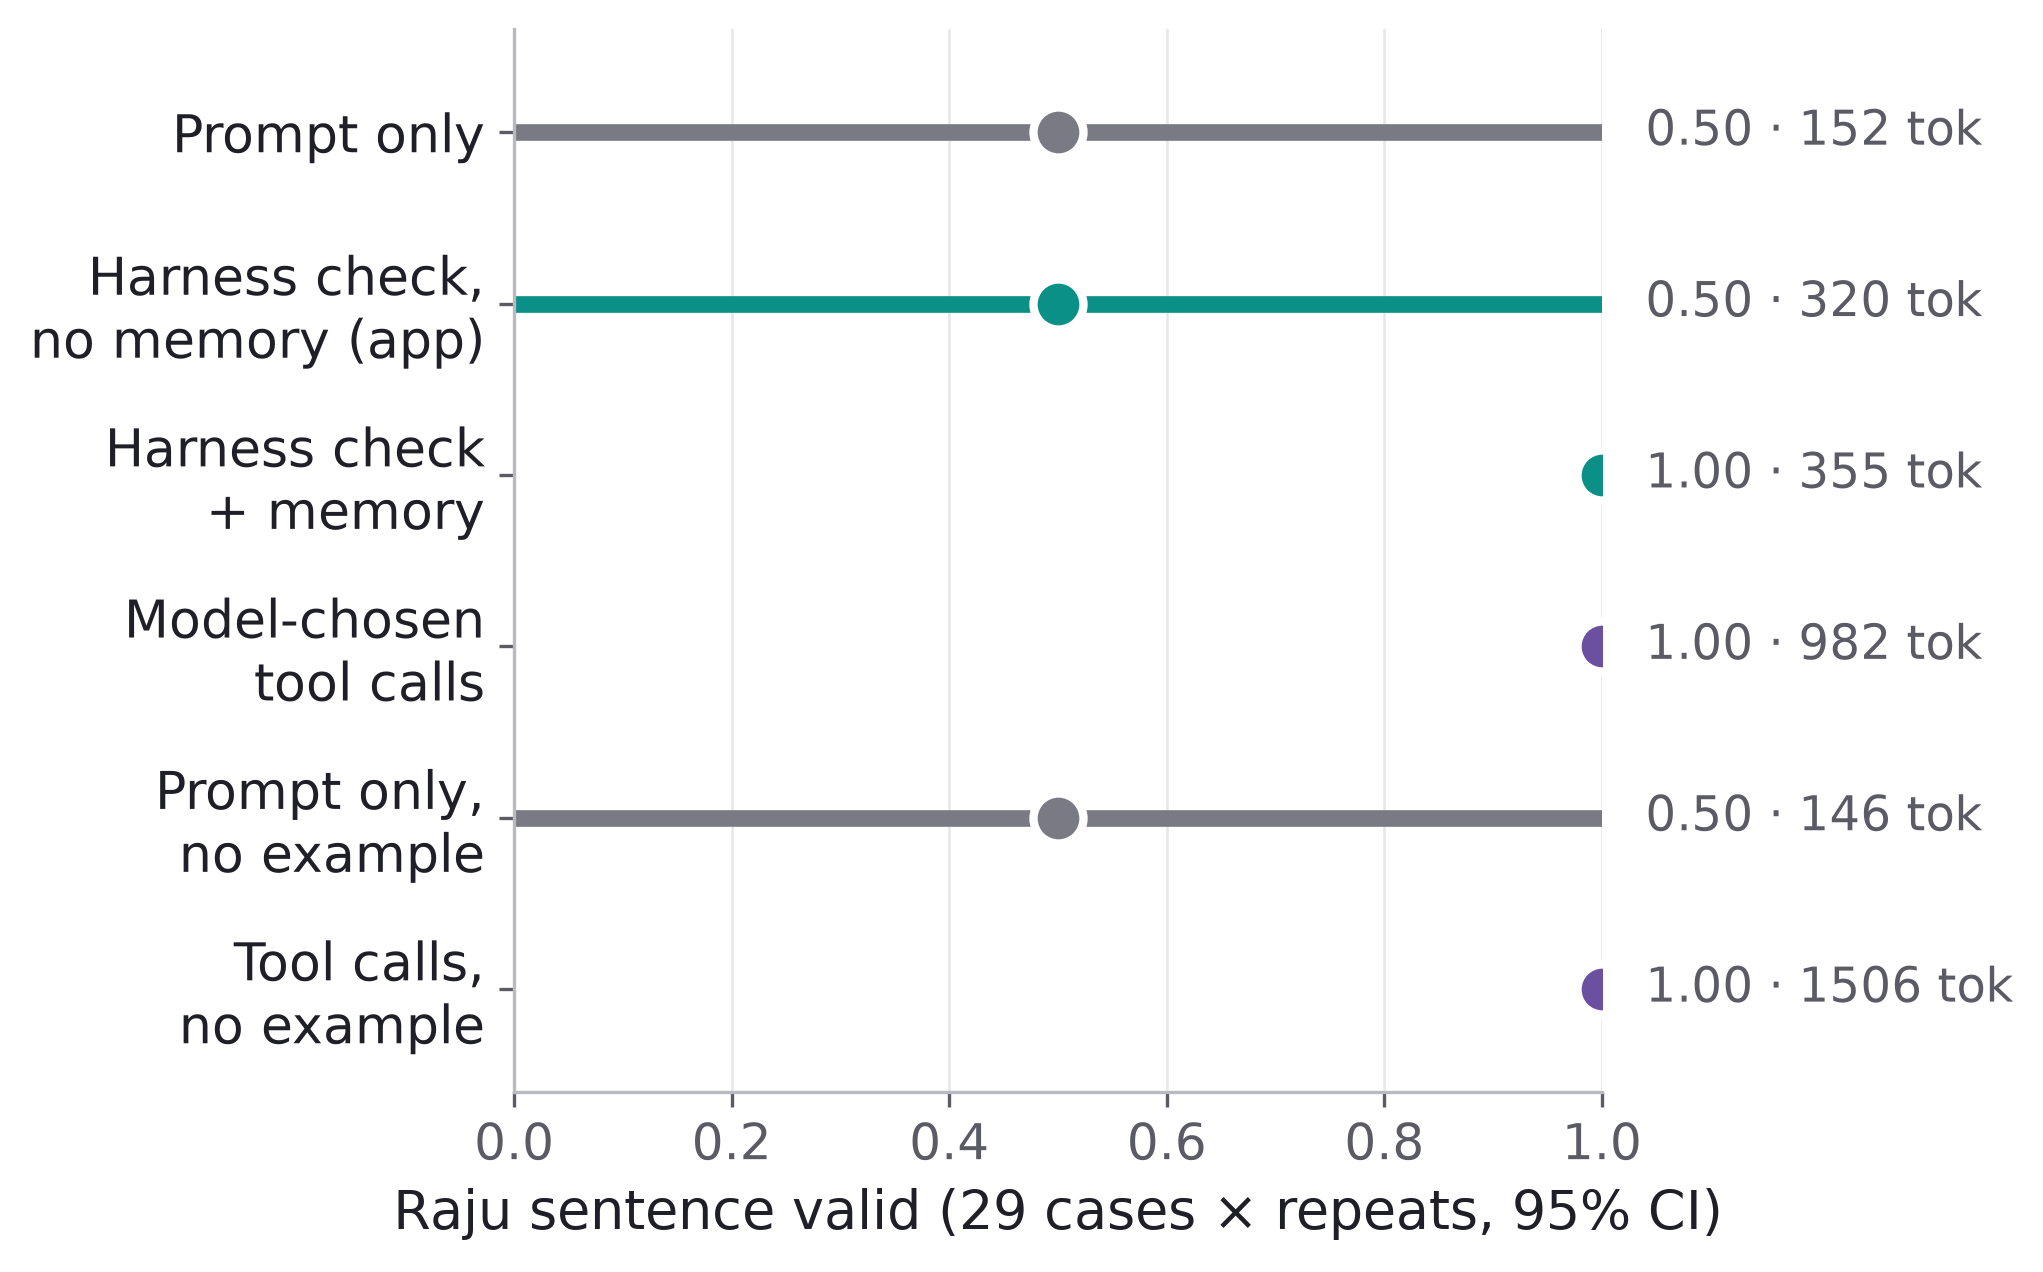 Prompt only
0.50 · 152 tok
Harness check,
no memory (app)
0.50 · 320 tok
Harness check
+ memory
1.00 · 355 tok
Model-chosen
tool calls
1.00 · 982 tok
Prompt only,
no example
0.50 · 146 tok
Tool calls,
no example
1.00 · 1506 tok
0.0 0.2 0.4 0.6 0.8 1.0
Raju sentence valid (29 cases × repeats, 95% CI)